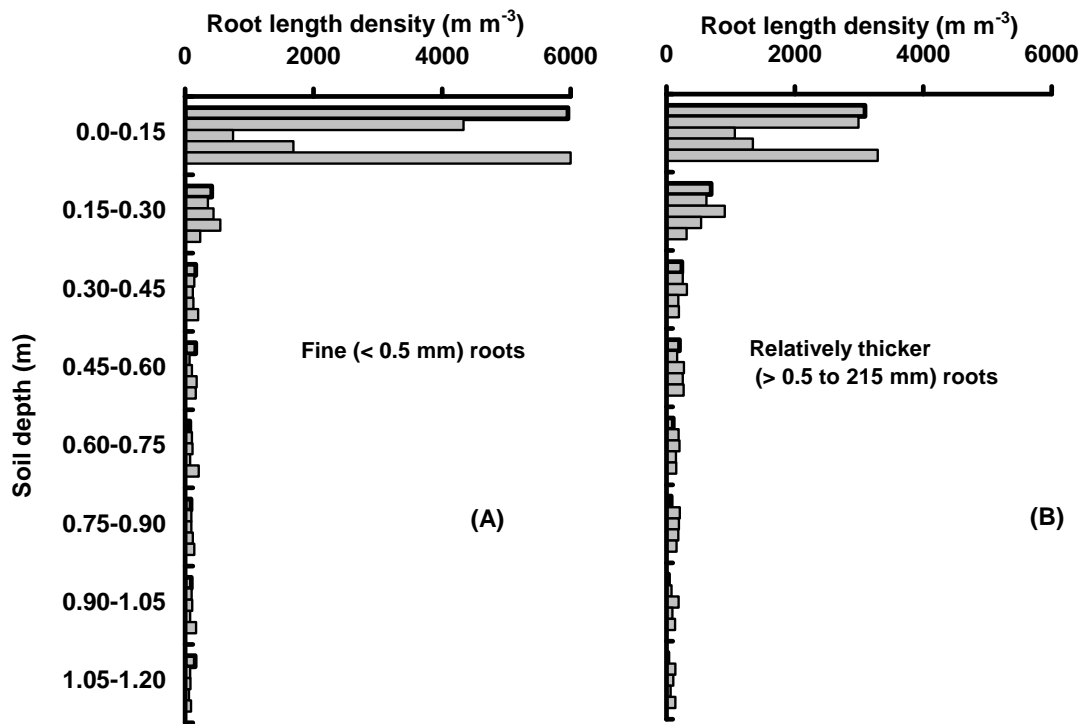 Root length density (m m⁻³)
0 2000 4000 6000
Root length density (m m⁻³)
0 2000 4000 6000
Soil depth (m)
0.0-0.15
0.15-0.30
0.30-0.45
0.45-0.60
0.60-0.75
0.75-0.90
0.90-1.05
1.05-1.20
Fine (< 0.5 mm) roots
(A)
Relatively thicker
(> 0.5 to 215 mm) roots
(B)